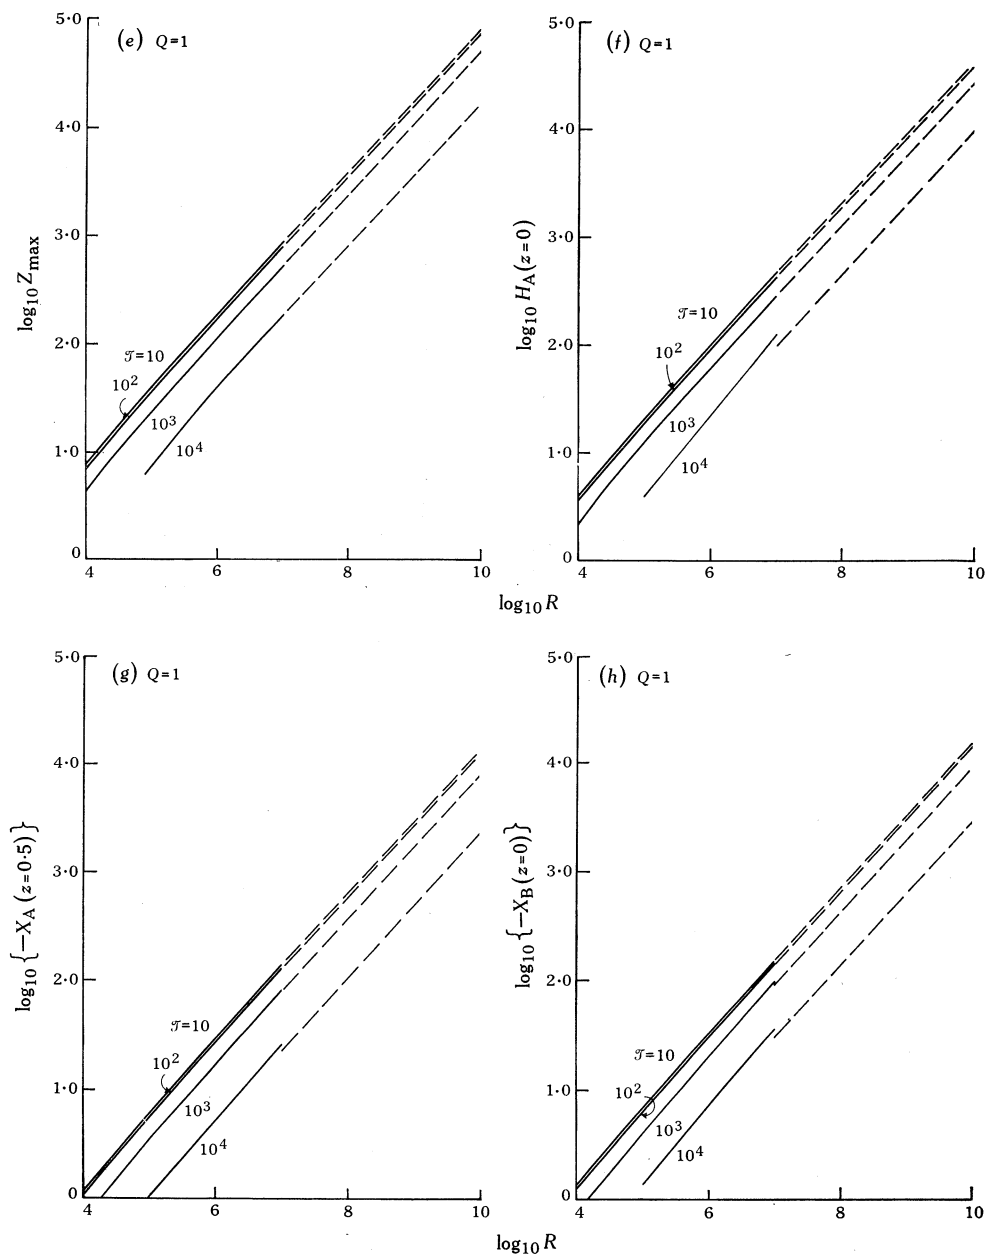 (e) Q=1
5·0
4·0
3·0
2·0
1·0
0
log₁₀ Zmax
𝒯=10
10²
10³
10⁴
4 6 8 10
(f) Q=1
5·0
4·0
3·0
2·0
1·0
0
log₁₀ H_A (z=0)
𝒯=10
10²
10³
10⁴
4 6 8 10
log₁₀ R
(g) Q=1
5·0
4·0
3·0
2·0
1·0
0
log₁₀ {−X_A (z=0·5)}
𝒯=10
10²
10³
10⁴
4 6 8 10
(h) Q=1
5·0
4·0
3·0
2·0
1·0
0
log₁₀ {−X_B (z=0)}
𝒯=10
10²
10³
10⁴
4 6 8 10
log₁₀ R